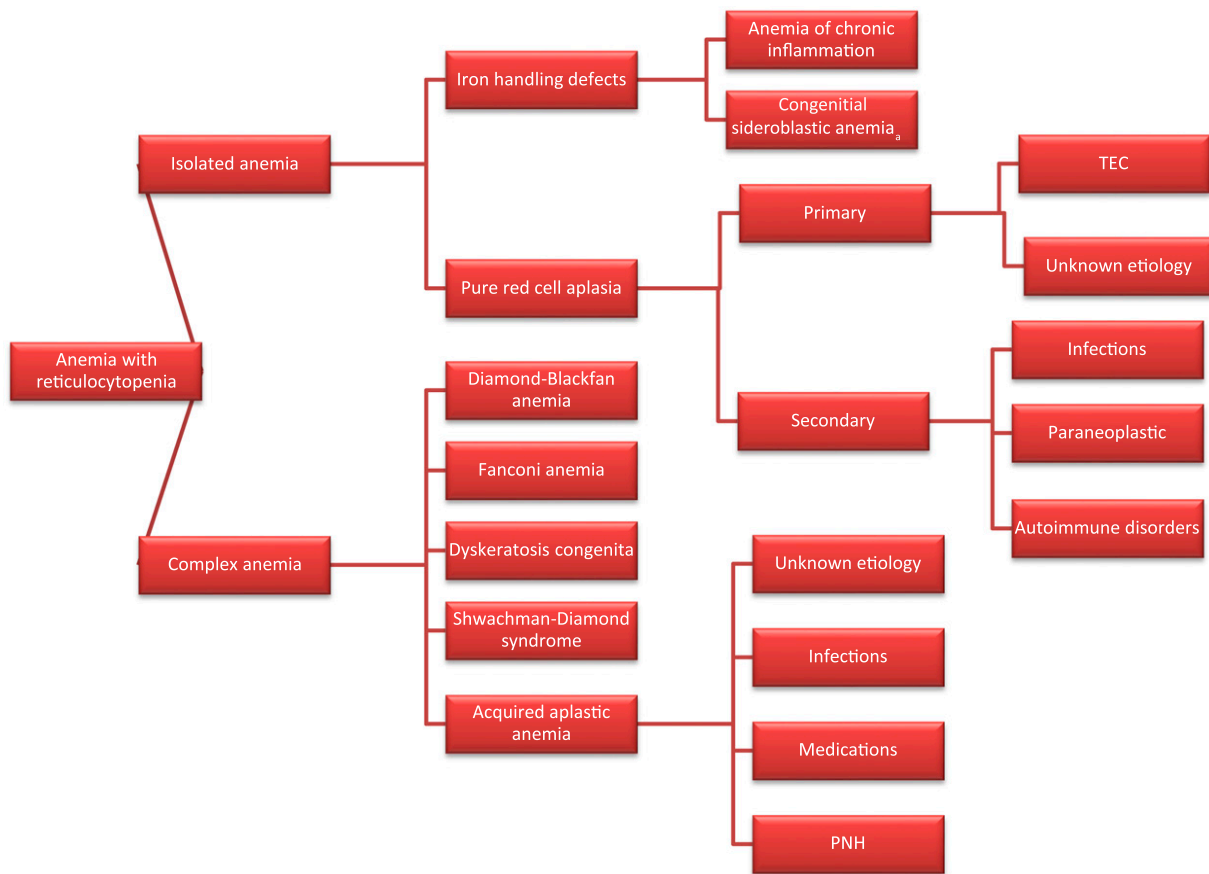 Anemia with
reticulocytopenia
Isolated anemia
Iron handling defects
Anemia of chronic
inflammation
Congenitial
sideroblastic anemiaₐ
Pure red cell aplasia
Primary
TEC
Unknown etiology
Secondary
Infections
Paraneoplastic
Autoimmune disorders
Complex anemia
Diamond-Blackfan
anemia
Fanconi anemia
Dyskeratosis congenita
Shwachman-Diamond
syndrome
Acquired aplastic
anemia
Unknown etiology
Infections
Medications
PNH